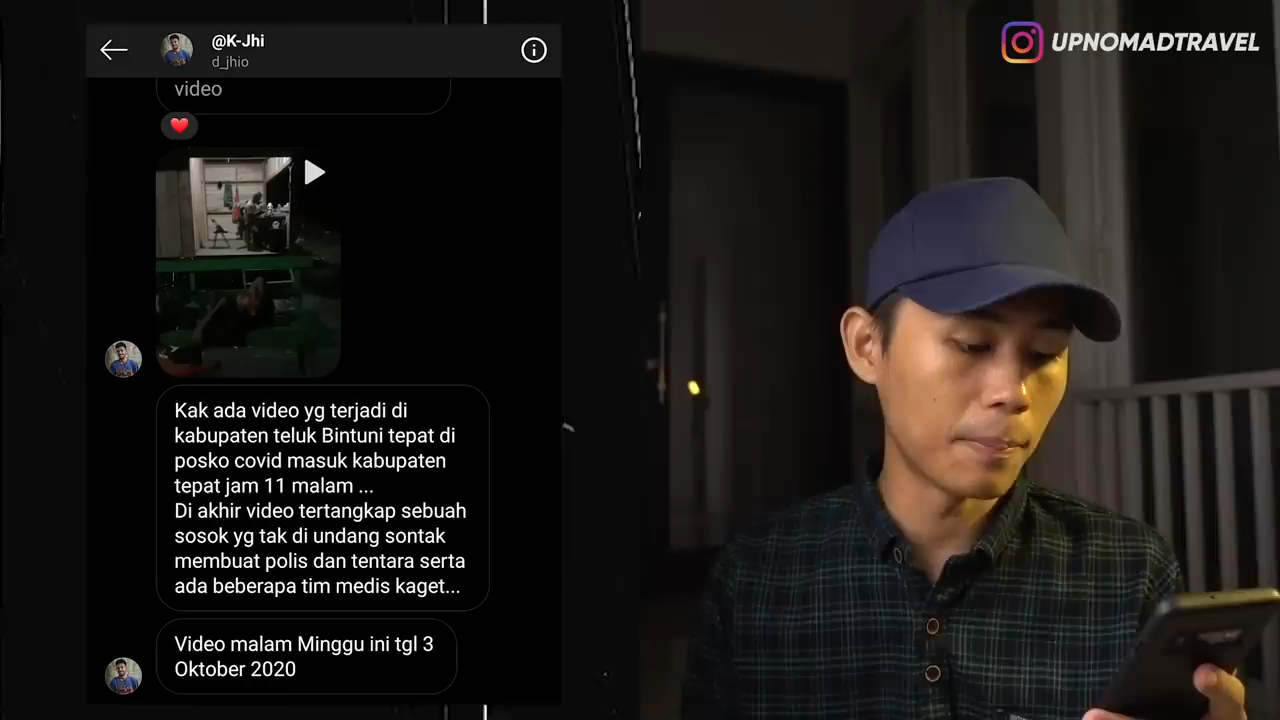 @K-Jhi
d_jhio
UPNOMADTRAVEL
video
Kak ada video yg terjadi di
kabupaten teluk Bintuni tepat di
posko covid masuk kabupaten
tepat jam 11 malam ...
Di akhir video tertangkap sebuah
sosok yg tak di undang sontak
membuat polis dan tentara serta
ada beberapa tim medis kaget...
Video malam Minggu ini tgl 3
Oktober 2020